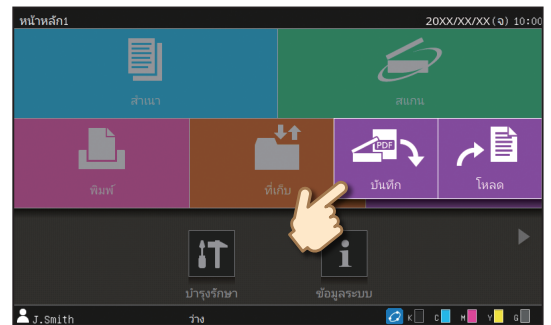 หน้าหลัก1 20XX/XX/XX(จ) 10:00
สำเนา สแกน
PDF
พิมพ์ ที่เก็บ บันทึก โหลด
บำรุงรักษา ข้อมูลระบบ
J.Smith ว่าง K C M Y G